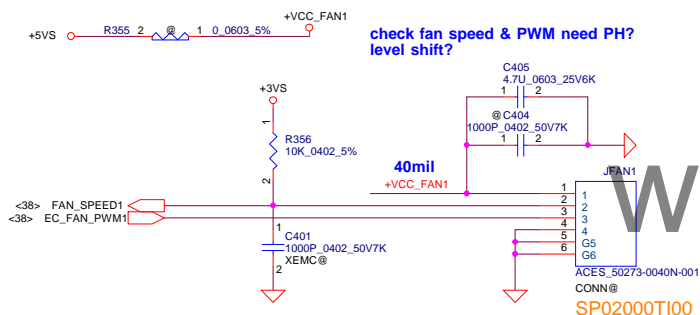 +5VS R355 2 @ 1 0_0603_5% +VCC_FAN1
check fan speed & PWM need PH?
level shift?
C405
4.7U_0603_25V6K
1 2
@ C404
1 2
1000P_0402_50V7K
+3VS
1
R356
10K_0402_5%
2
40mil
+VCC_FAN1
JFAN1
<38> FAN_SPEED1
<38> EC_FAN_PWM1
1 1
2 2
3 3
4 4
5 G5
6 G6
1
C401
1000P_0402_50V7K
XEMC@
2
ACES_50273-0040N-001
CONN@
SP02000TI00
W